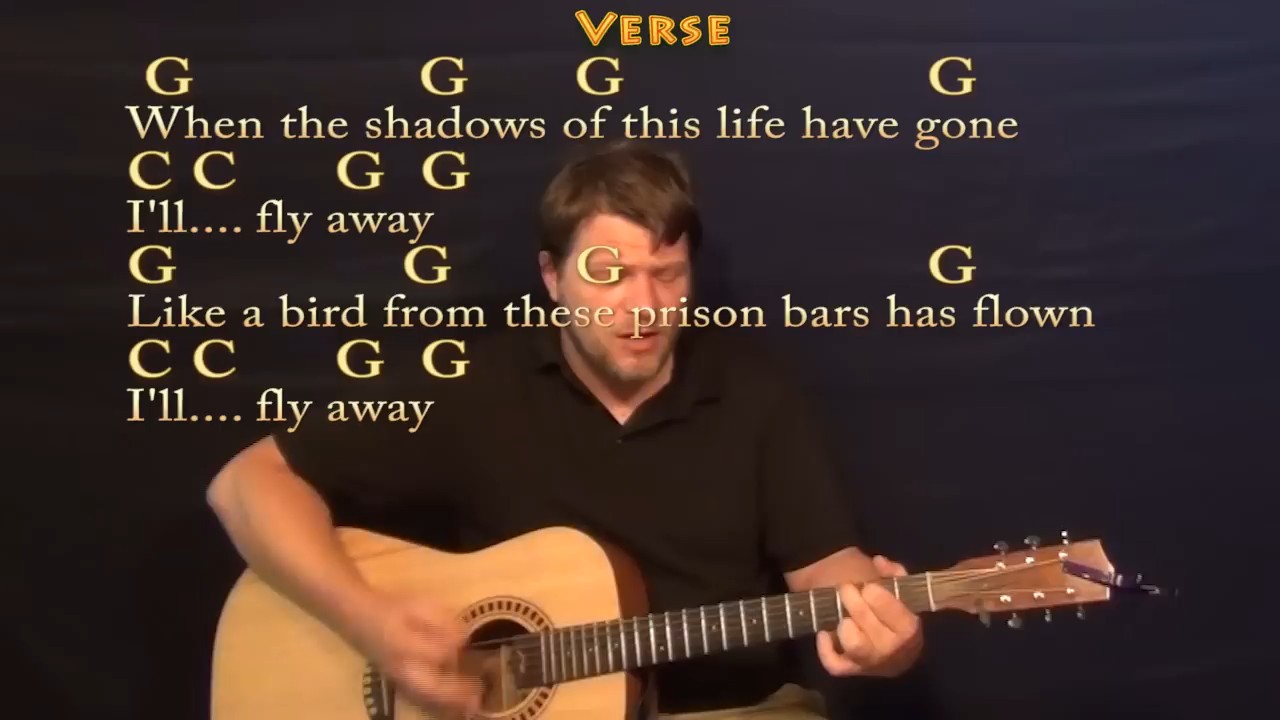 VERSE
G G G G
When the shadows of this life have gone
C C G G
I'll.... fly away
G G G G
Like a bird from these prison bars has flown
C C G G
I'll.... fly away